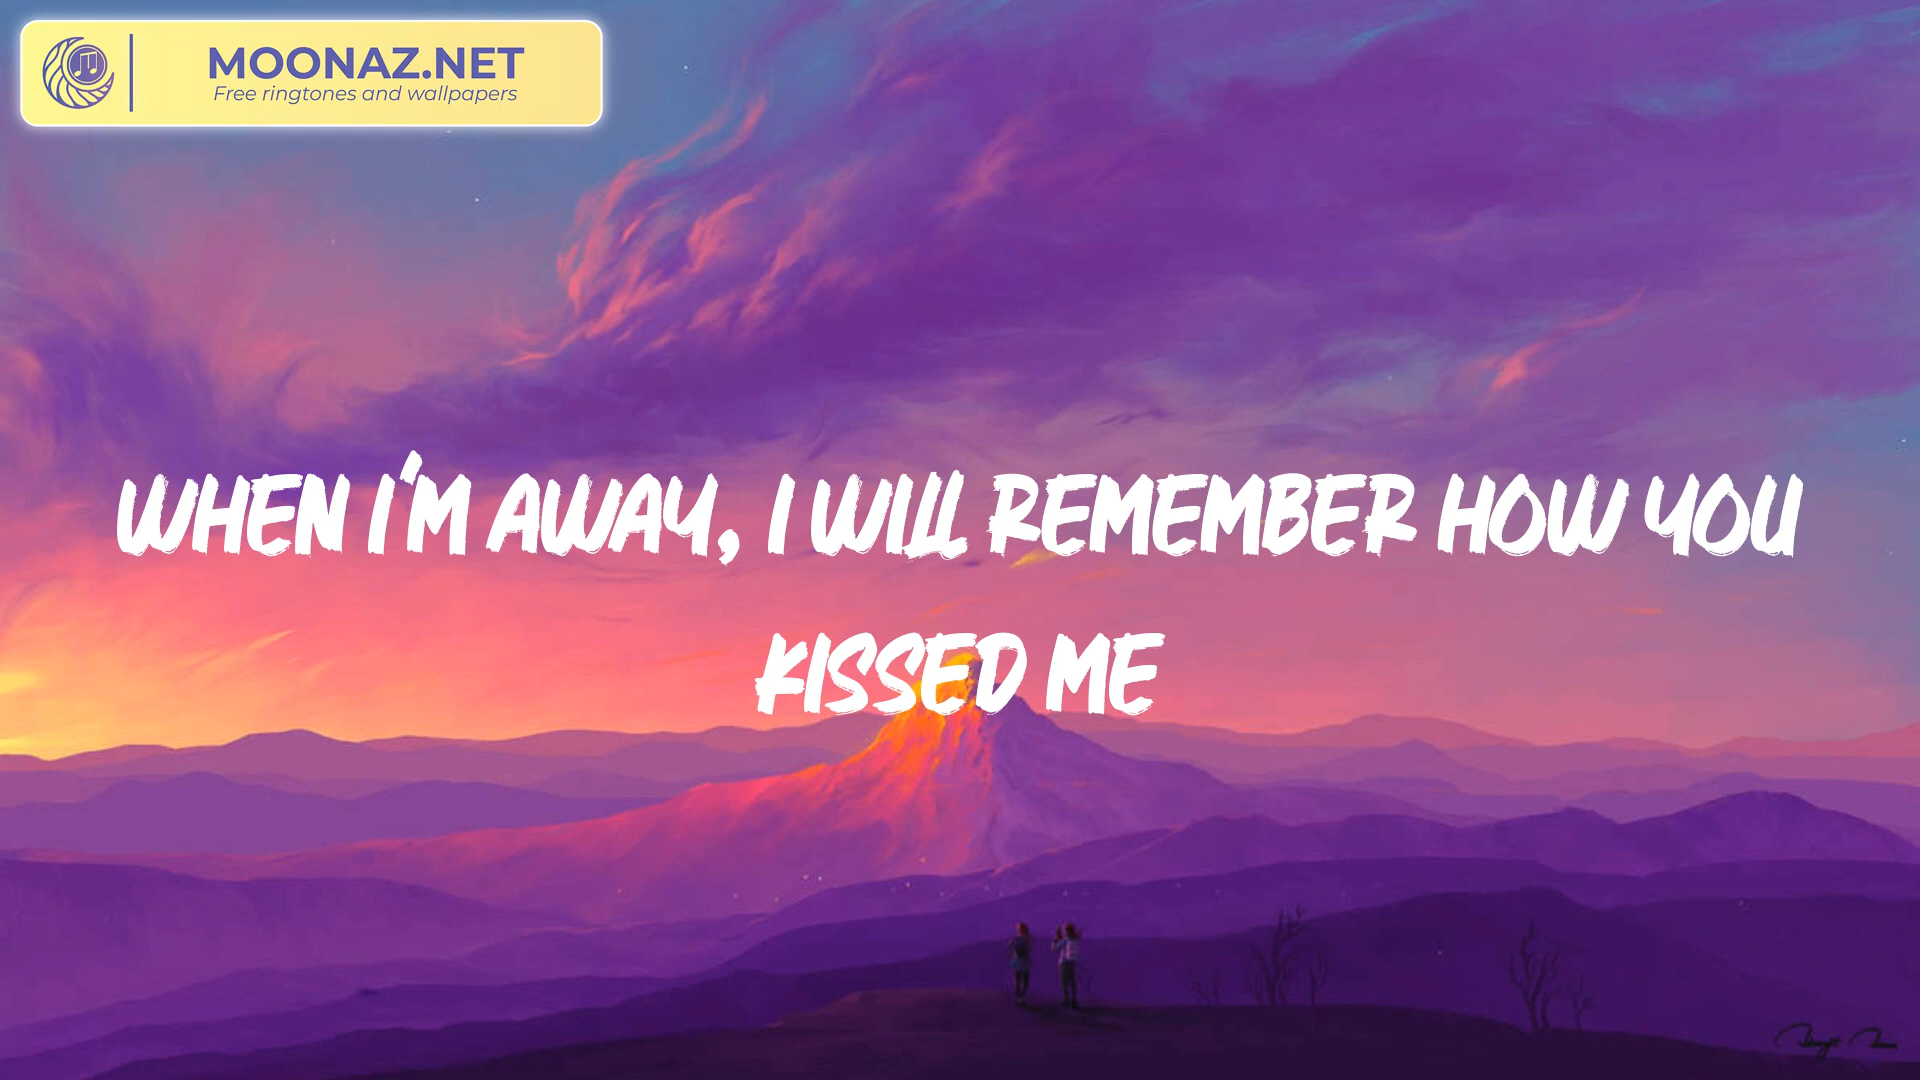 MOONAZ.NET
Free ringtones and wallpapers
WHEN I'M AWAY, I WILL REMEMBER HOW YOU
KISSED ME